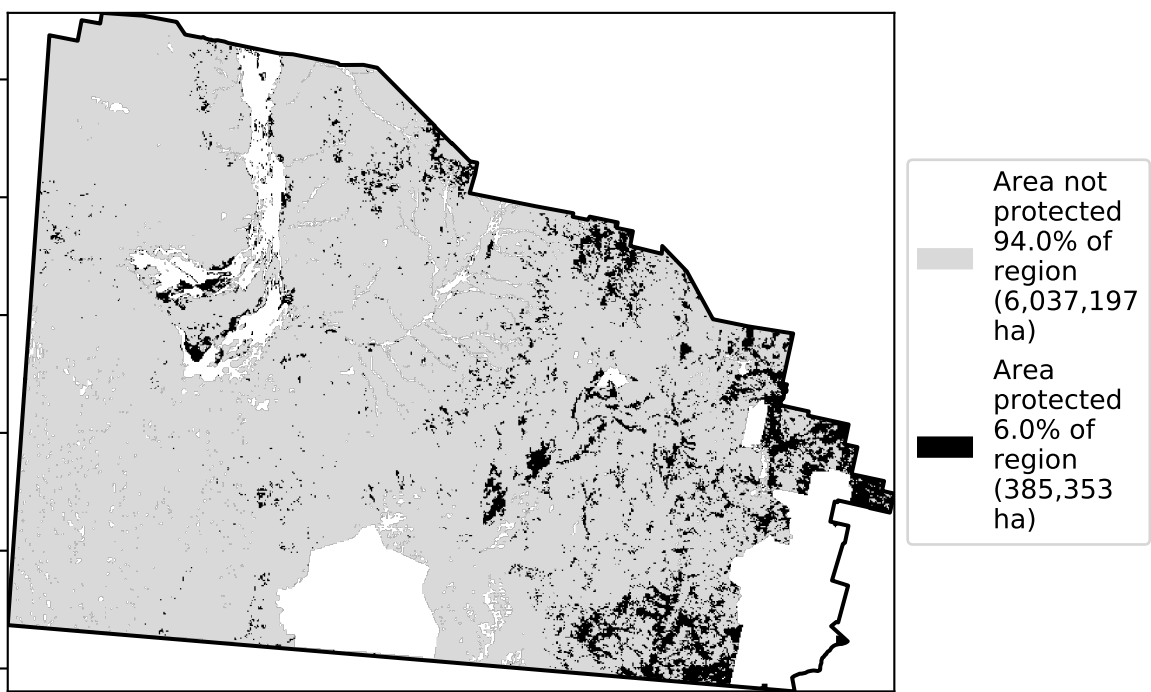 Area not
protected
94.0% of
region
(6,037,197
ha)
Area
protected
6.0% of
region
(385,353
ha)